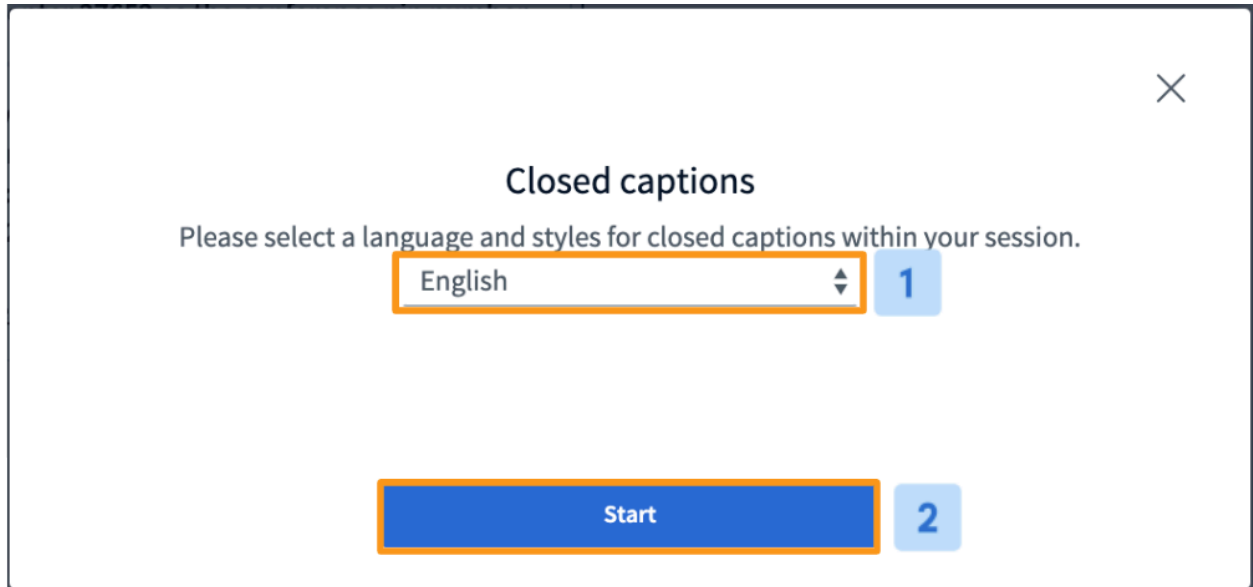 Closed captions
Please select a language and styles for closed captions within your session.
English
1
Start
2